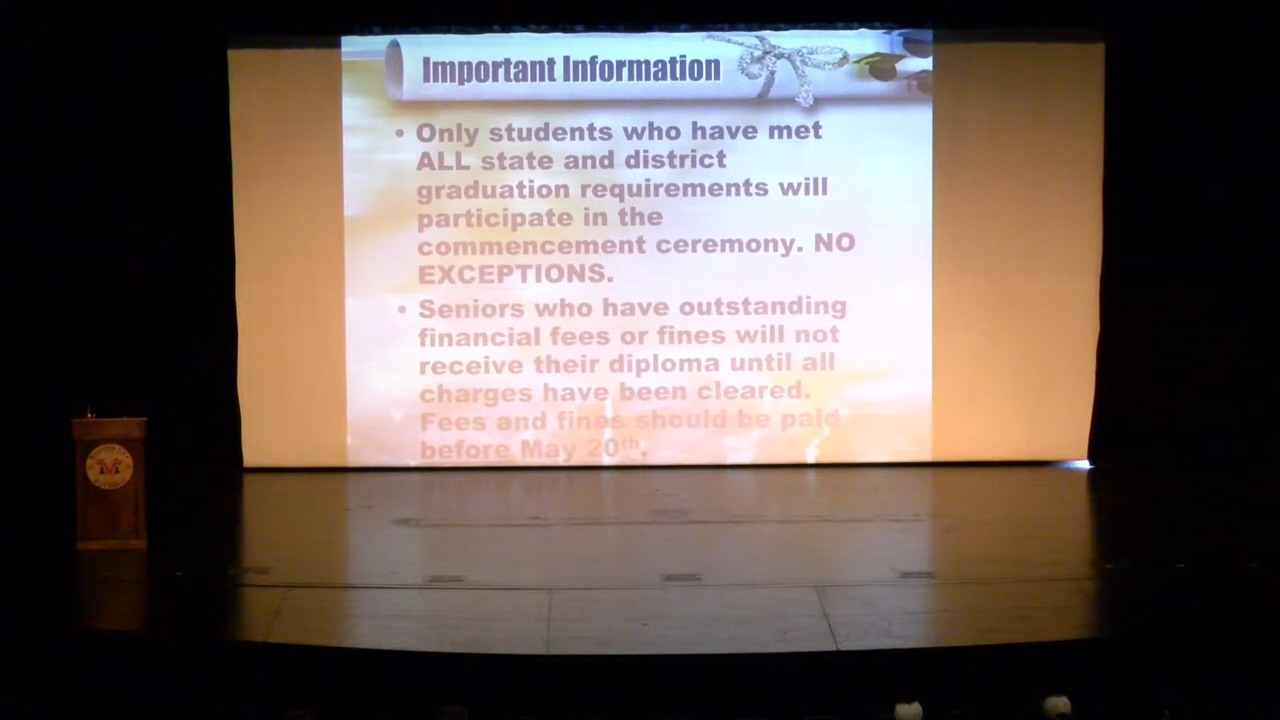 Important Information
• Only students who have met
ALL state and district
graduation requirements will
participate in the
commencement ceremony. NO
EXCEPTIONS.
• Seniors who have outstanding
financial fees or fines will not
receive their diploma until all
charges have been cleared.
Fees and fines should be paid
before May 20th.